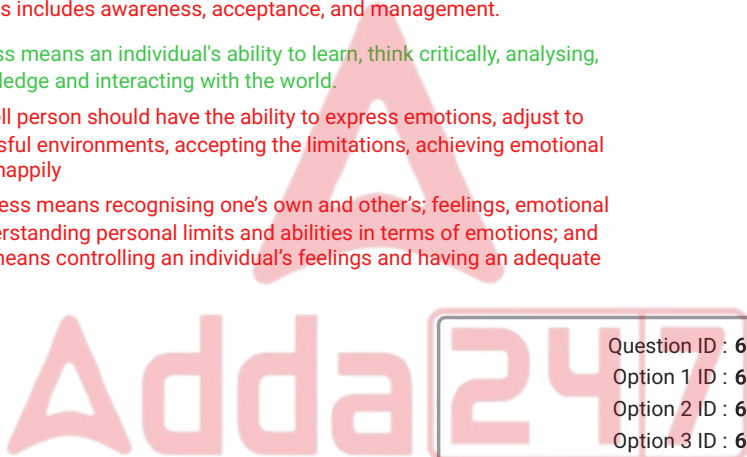 s includes awareness, acceptance, and management.
ss means an individual's ability to learn, think critically, analysing,
ledge and interacting with the world.
ll person should have the ability to express emotions, adjust to
sful environments, accepting the limitations, achieving emotional
happily
ess means recognising one's own and other's; feelings, emotional
erstanding personal limits and abilities in terms of emotions; and
means controlling an individual's feelings and having an adequate
Adda247
Question ID : 6
Option 1 ID : 6
Option 2 ID : 6
Option 3 ID : 6